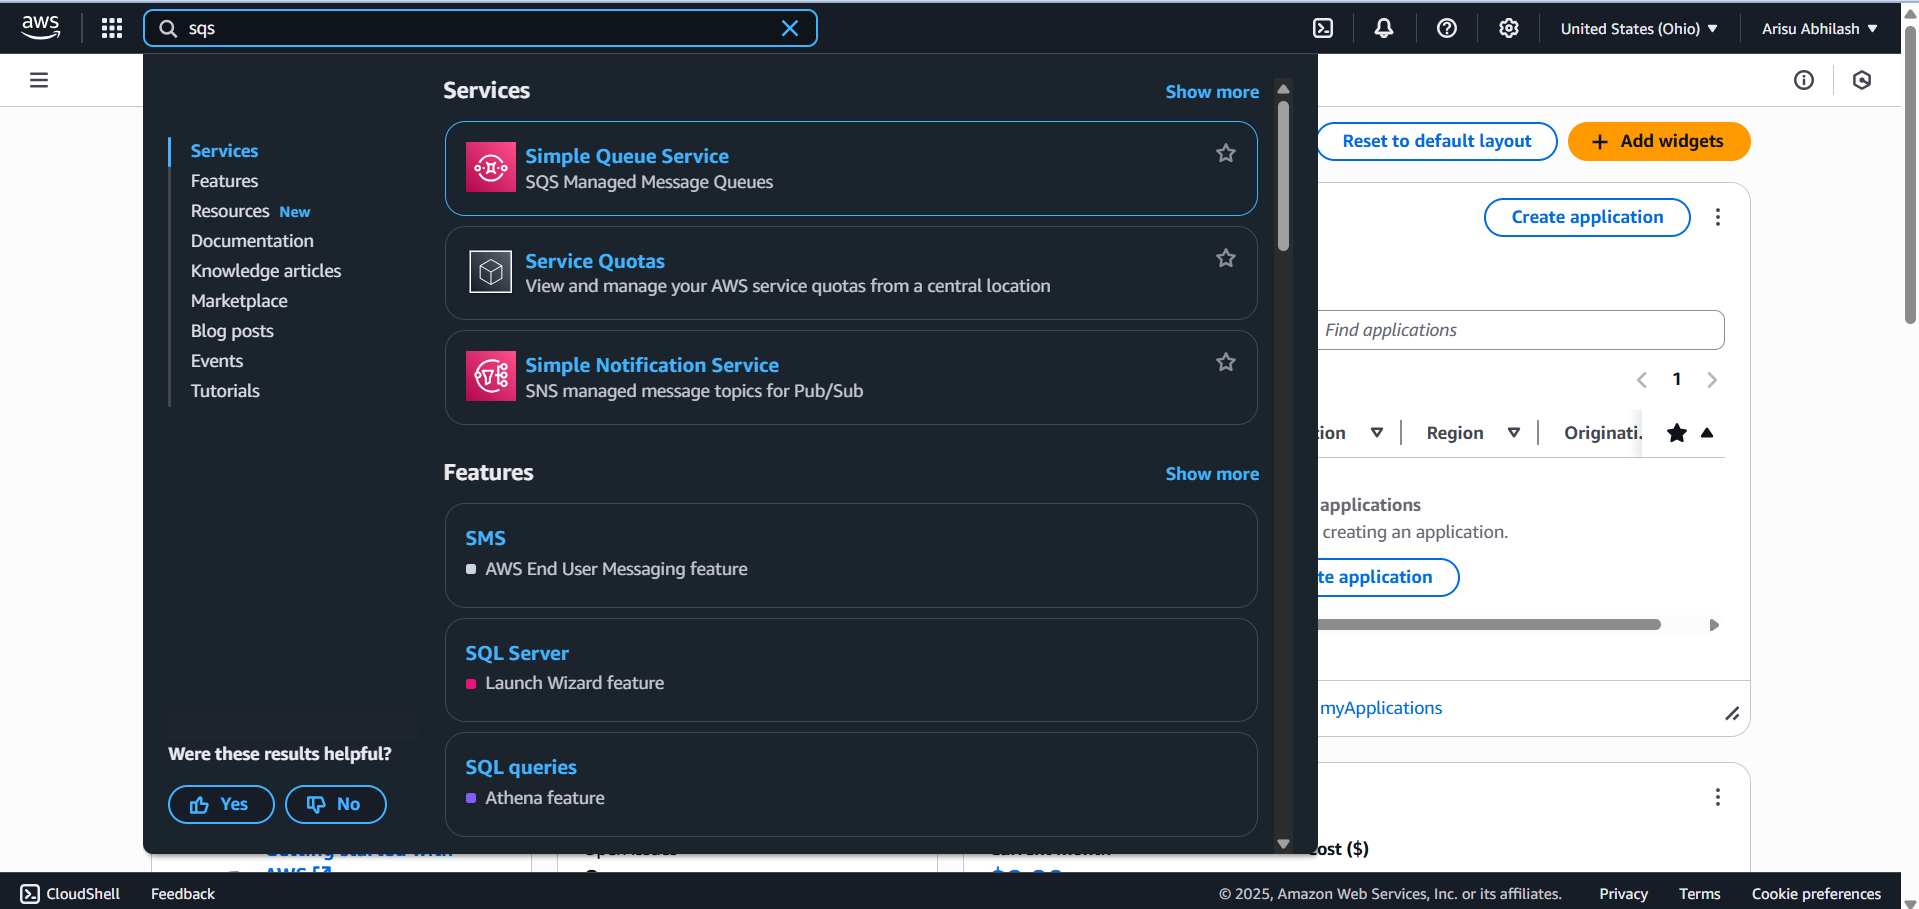 aws
sqs
United States (Ohio)
Arisu Abhilash
Services
Features
Resources New
Documentation
Knowledge articles
Marketplace
Blog posts
Events
Tutorials
Were these results helpful?
Yes
No
Services
Show more
Simple Queue Service
SQS Managed Message Queues
Service Quotas
View and manage your AWS service quotas from a central location
Simple Notification Service
SNS managed message topics for Pub/Sub
Features
Show more
SMS
AWS End User Messaging feature
SQL Server
Launch Wizard feature
SQL queries
Athena feature
Reset to default layout
+ Add widgets
Create application
Find applications
1
tion
Region
Originati.
applications
creating an application.
te application
myApplications
Getting started with
AWS
ost ($)
CloudShell
Feedback
© 2025, Amazon Web Services, Inc. or its affiliates.
Privacy
Terms
Cookie preferences